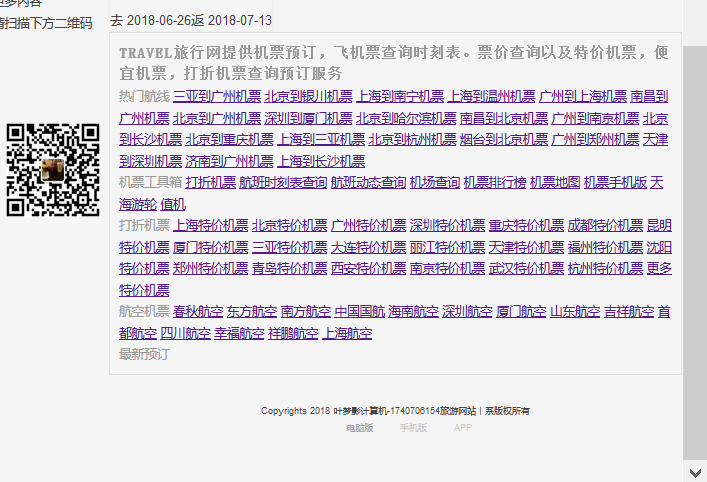 更多内容
请扫描下方二维码
去 2018-06-26返 2018-07-13
TRAVEL旅行网提供机票预订，飞机票查询时刻表。票价查询以及特价机票，便
宜机票，打折机票查询预订服务
热门航线 三亚到广州机票 北京到银川机票 上海到南宁机票 上海到温州机票 广州到上海机票 南昌到
广州机票 北京到广州机票 深圳到厦门机票 北京到哈尔滨机票 南昌到北京机票 广州到南京机票 北京
到长沙机票 北京到重庆机票 上海到三亚机票 北京到杭州机票 烟台到北京机票 广州到郑州机票 天津
到深圳机票 济南到广州机票 上海到长沙机票
机票工具箱 打折机票 航班时刻表查询 航班动态查询 机场查询 机票排行榜 机票地图 机票手机版 天
海游轮 值机
打折机票 上海特价机票 北京特价机票 广州特价机票 深圳特价机票 重庆特价机票 成都特价机票 昆明
特价机票 厦门特价机票 三亚特价机票 大连特价机票 丽江特价机票 天津特价机票 福州特价机票 沈阳
特价机票 郑州特价机票 青岛特价机票 西安特价机票 南京特价机票 武汉特价机票 杭州特价机票 更多
特价机票
航空机票 春秋航空 东方航空 南方航空 中国国航 海南航空 深圳航空 厦门航空 山东航空 吉祥航空 首
都航空 四川航空 幸福航空 祥鹏航空 上海航空
最新预订
Copyrights 2018 叶梦影计算机-1740706154旅游网站 | 系版权所有
电脑版 手机版 APP